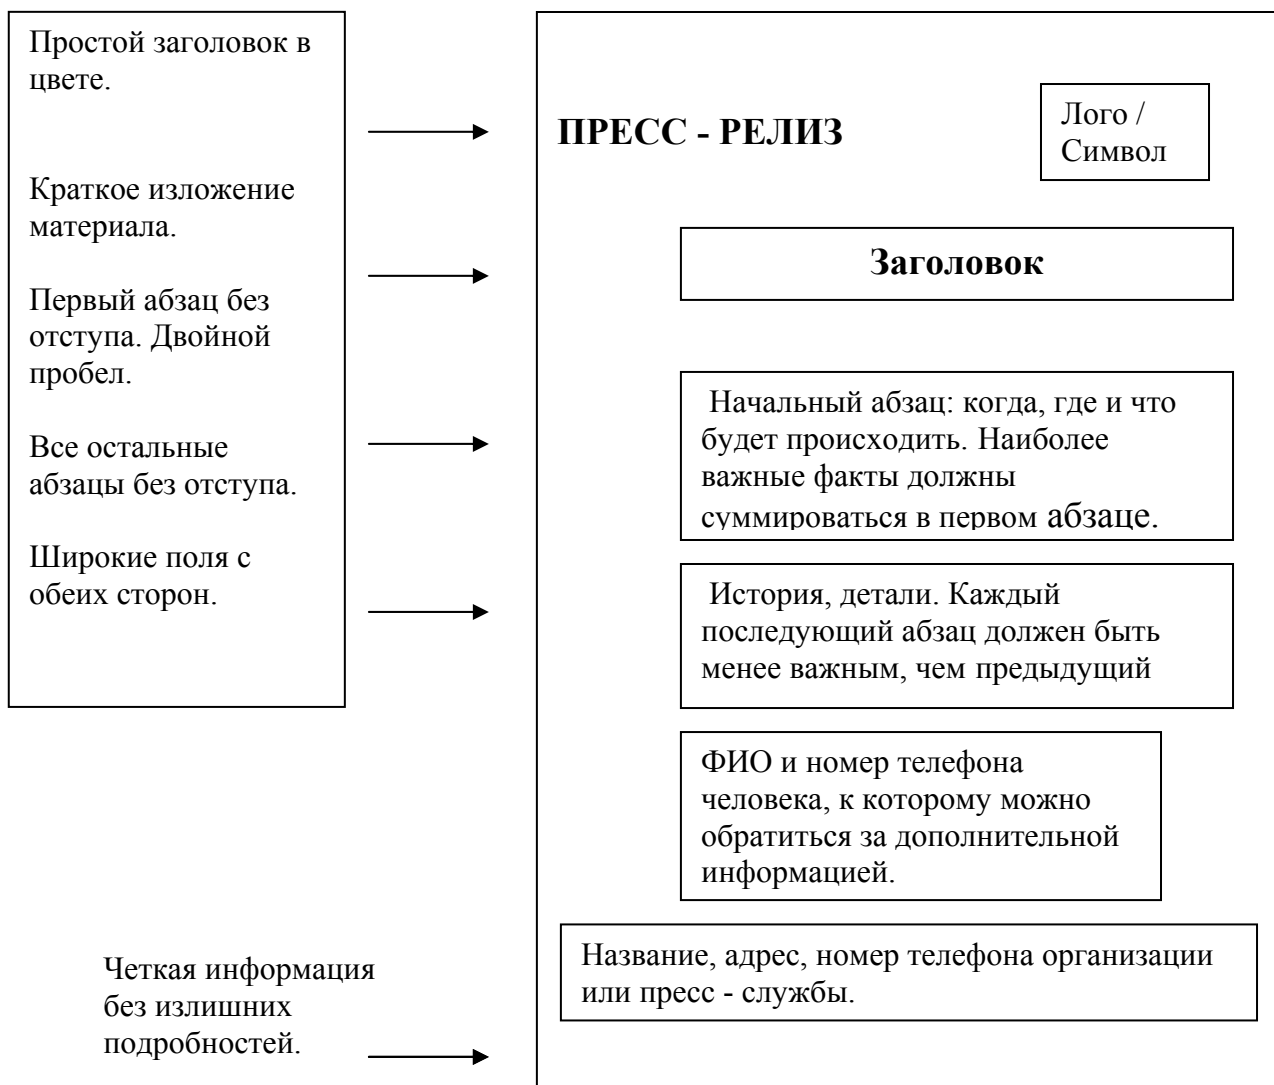 Простой заголовок в
цвете.
Краткое изложение
материала.
Первый абзац без
отступа. Двойной
пробел.
Все остальные
абзацы без отступа.
Широкие поля с
обеих сторон.
Четкая информация
без излишних
подробностей.
ПРЕСС - РЕЛИЗ
Лого /
Символ
Заголовок
Начальный абзац: когда, где и что
будет происходить. Наиболее
важные факты должны
суммироваться в первом абзаце.
История, детали. Каждый
последующий абзац должен быть
менее важным, чем предыдущий
ФИО и номер телефона
человека, к которому можно
обратиться за дополнительной
информацией.
Название, адрес, номер телефона организации
или пресс - службы.